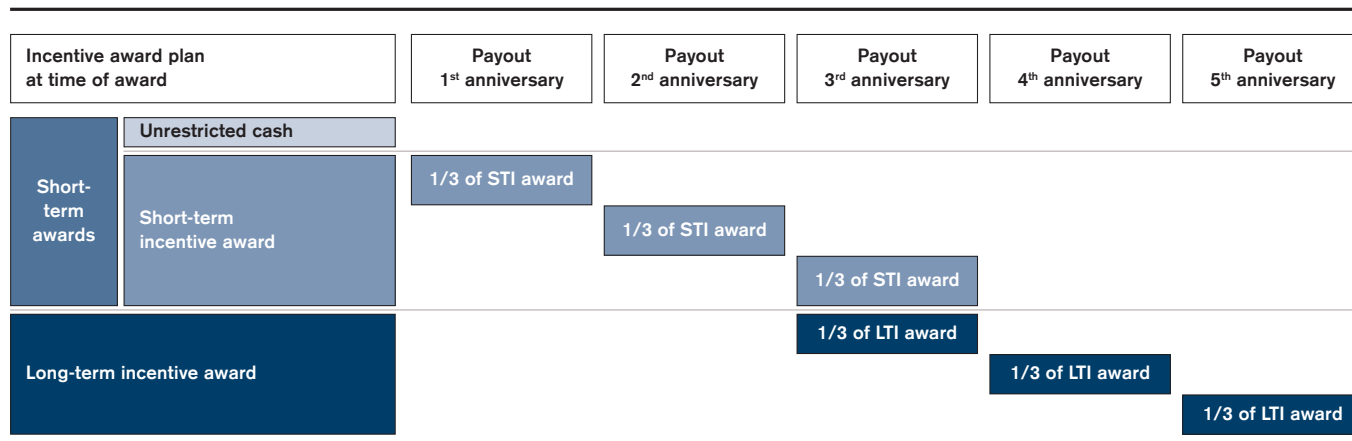 Incentive award plan
at time of award
Payout
1st anniversary
Payout
2nd anniversary
Payout
3rd anniversary
Payout
4th anniversary
Payout
5th anniversary
Short-
term
awards
Unrestricted cash
Short-term
incentive award
1/3 of STI award
1/3 of STI award
1/3 of STI award
Long-term incentive award
1/3 of LTI award
1/3 of LTI award
1/3 of LTI award